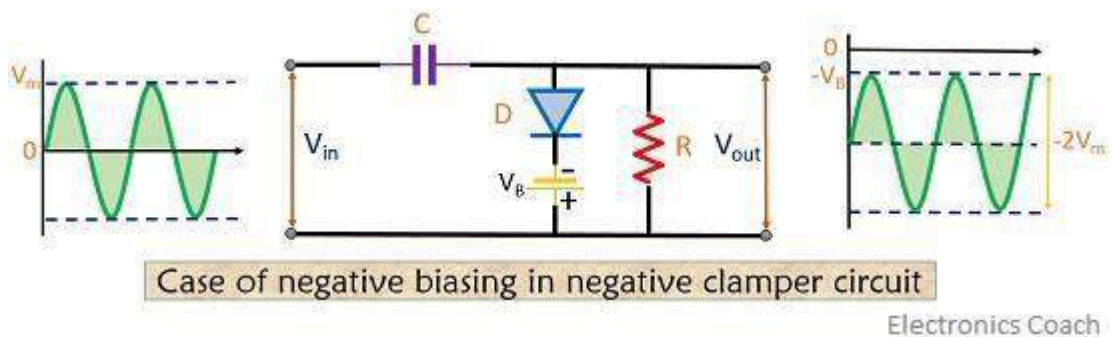 C
Vm
0
Vin
D
VB
-
+
R
Vout
0
-VB
-2Vm
Case of negative biasing in negative clamper circuit
Electronics Coach